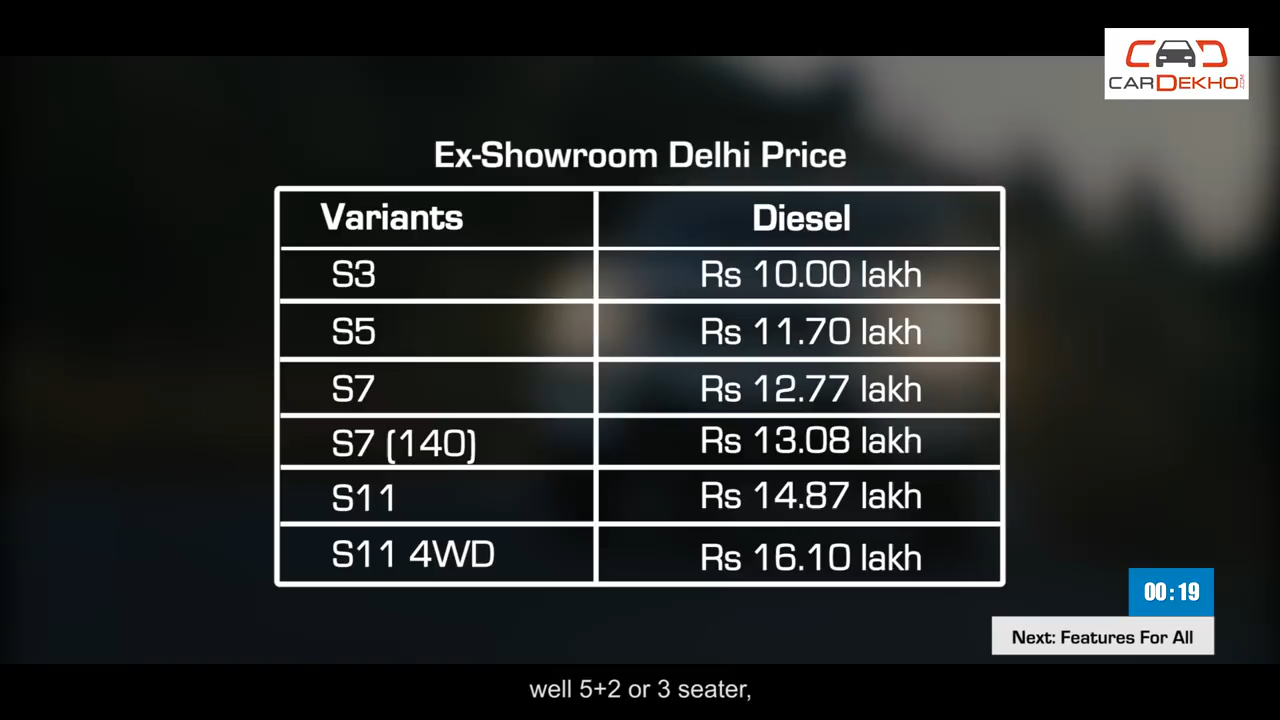 CARDEKHO.com
Ex-Showroom Delhi Price
Variants Diesel
S3 Rs 10.00 lakh
S5 Rs 11.70 lakh
S7 Rs 12.77 lakh
S7 (140) Rs 13.08 lakh
S11 Rs 14.87 lakh
S11 4WD Rs 16.10 lakh
00:19
Next: Features For All
well 5+2 or 3 seater,